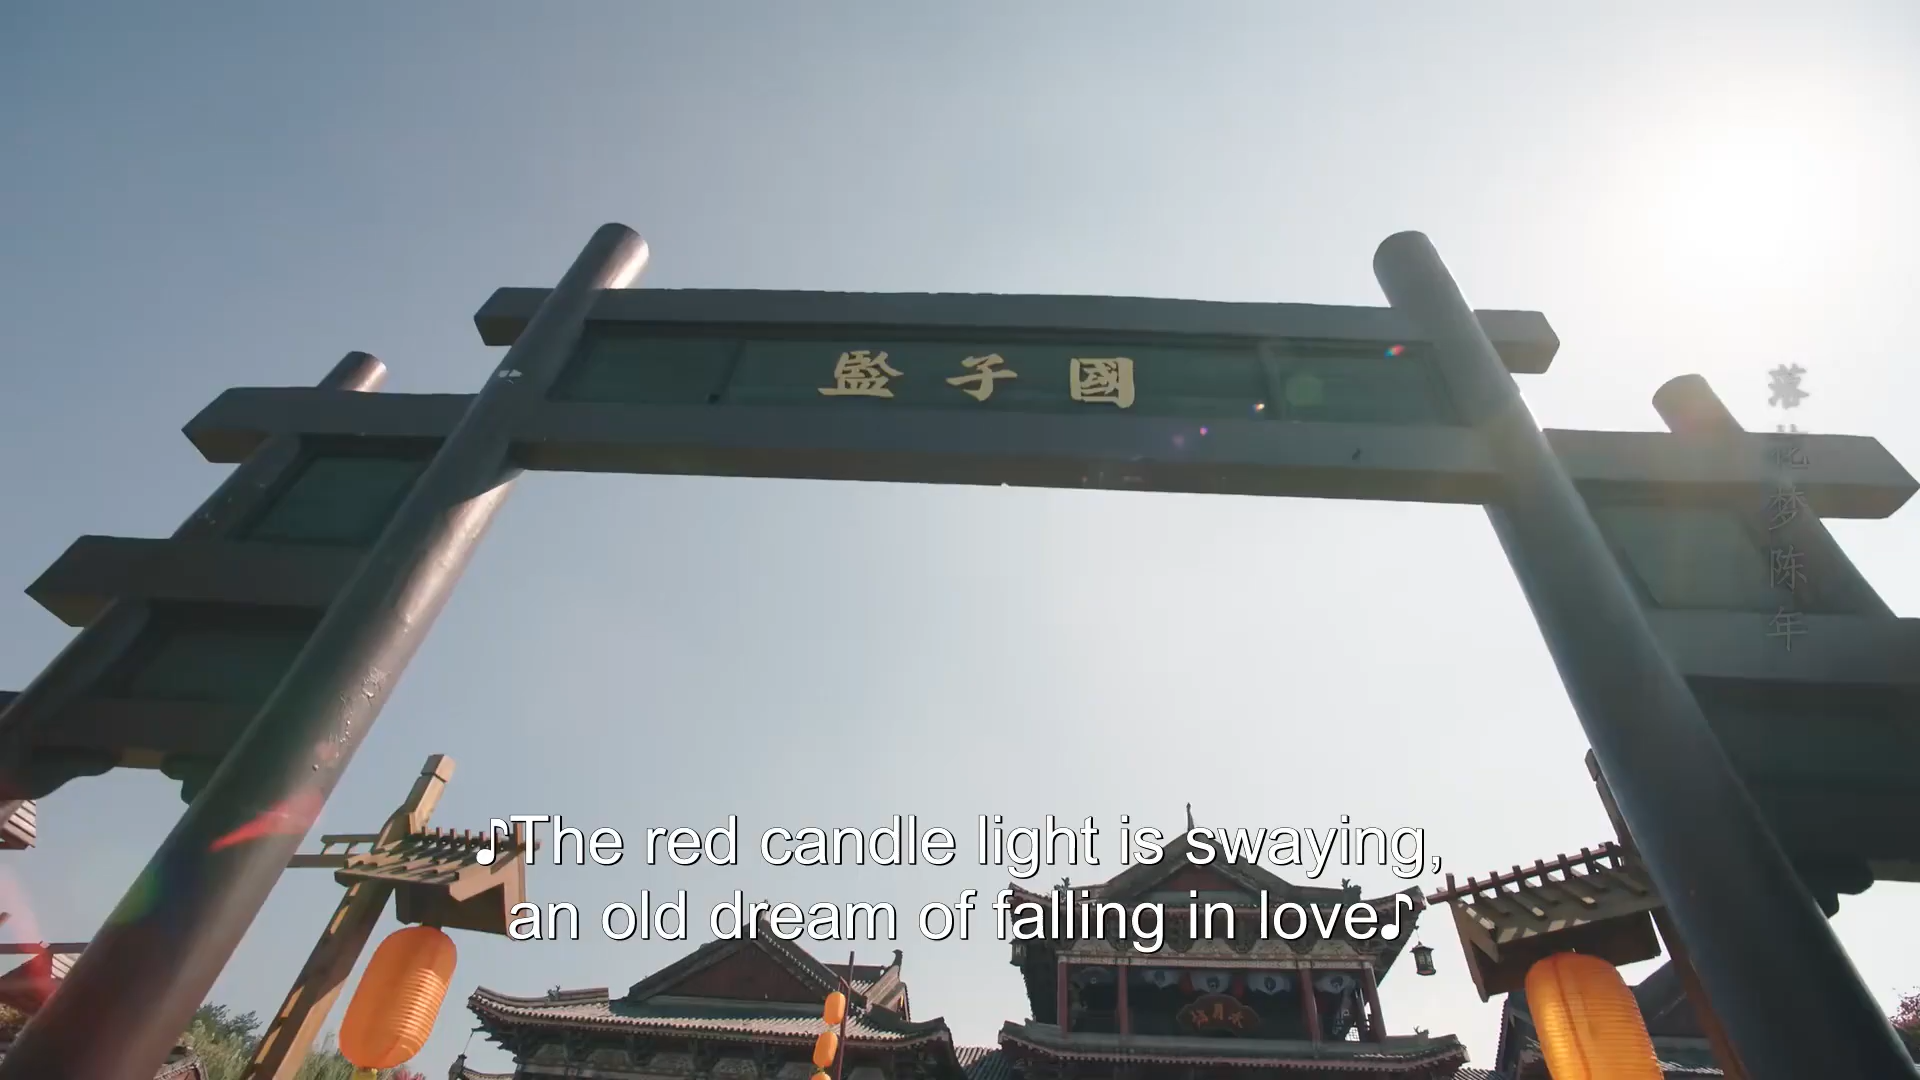 監子國
落花梦陈年
♪The red candle light is swaying,
an old dream of falling in love♪